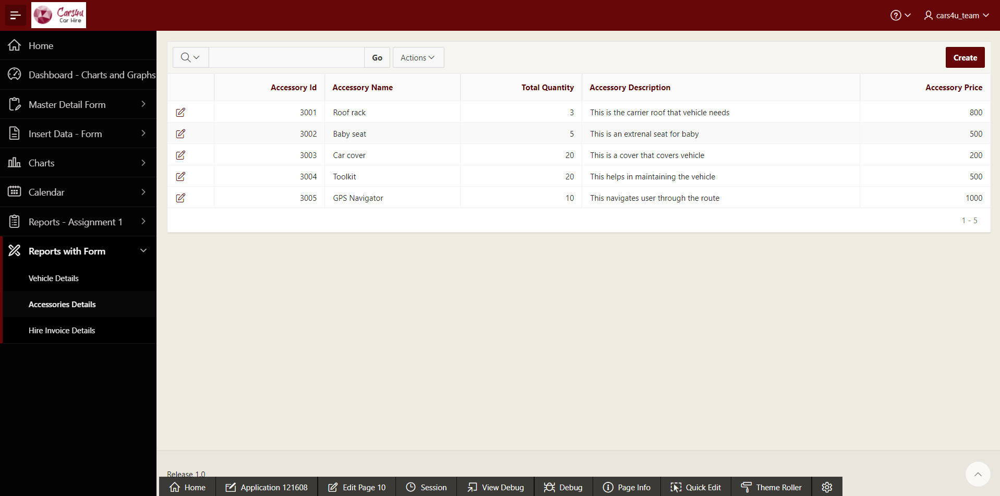 Cars4u
Car Hire
cars4u_team
Home
Dashboard - Charts and Graphs
Master Detail Form
Insert Data - Form
Charts
Calendar
Reports - Assignment 1
Reports with Form
Vehicle Details
Accessories Details
Hire Invoice Details
Go
Actions
Create
Accessory Id Accessory Name Total Quantity Accessory Description Accessory Price
3001 Roof rack 3 This is the carrier roof that vehicle needs 800
3002 Baby seat 5 This is an extrenal seat for baby 500
3003 Car cover 20 This is a cover that covers vehicle 200
3004 Toolkit 20 This helps in maintaining the vehicle 500
3005 GPS Navigator 10 This navigates user through the route 1000
1 - 5
Release 1.0
Home Application 121608 Edit Page 10 Session View Debug Debug Page Info Quick Edit Theme Roller